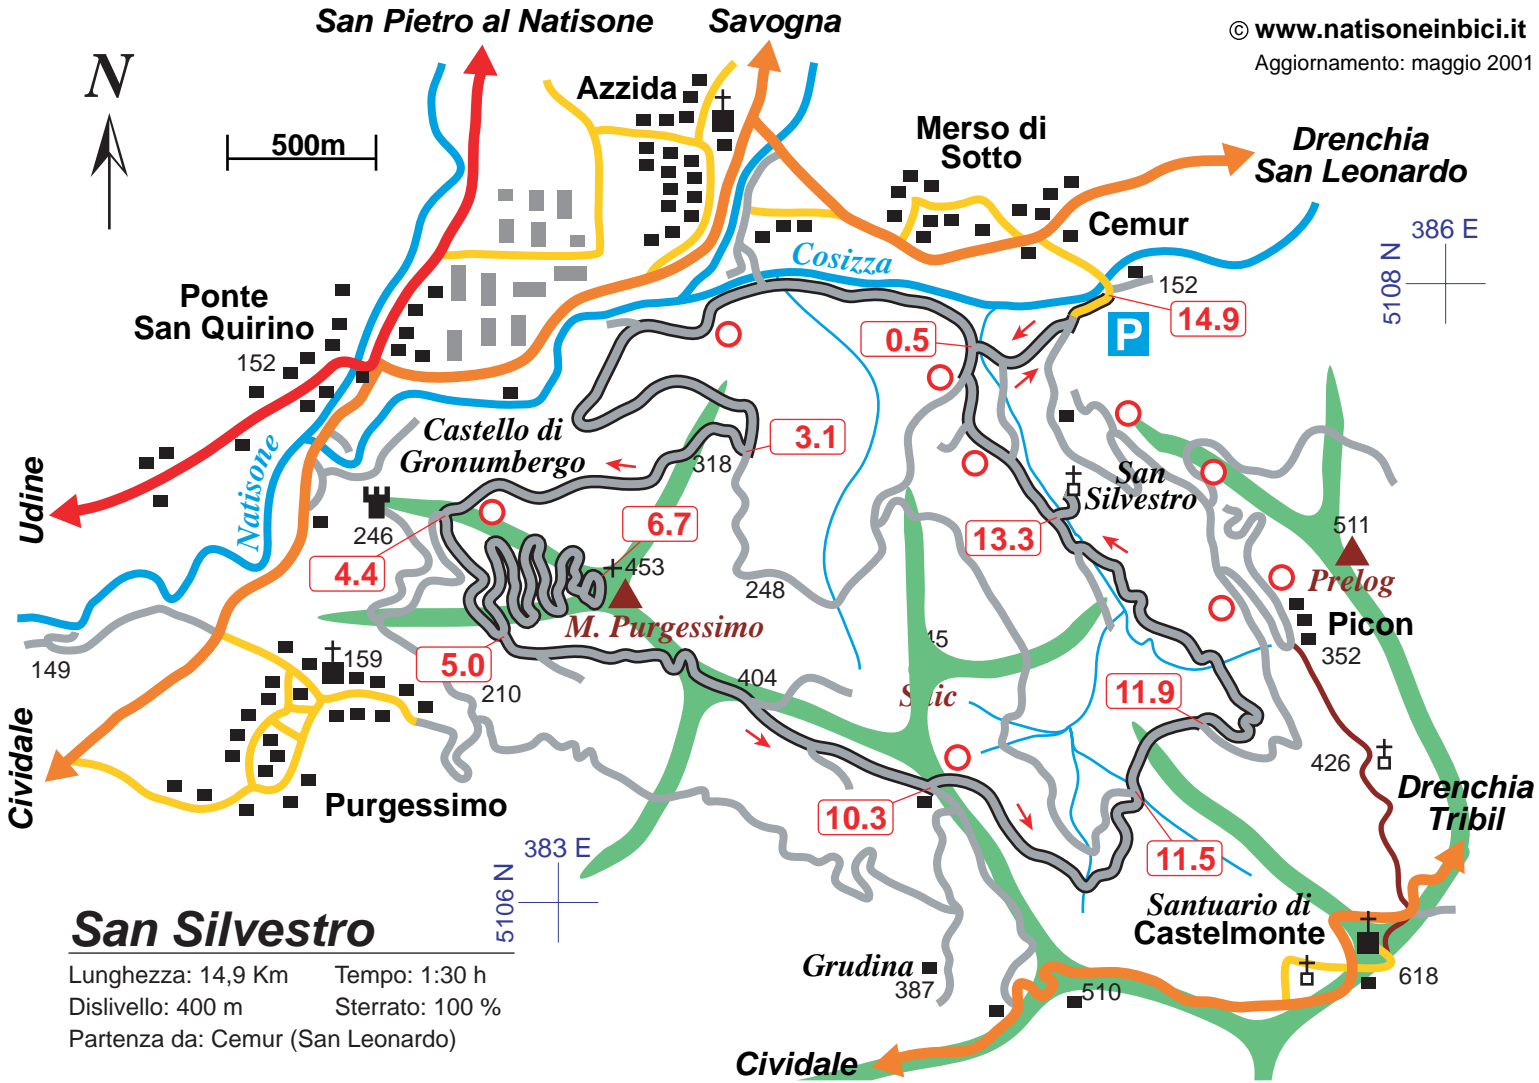 San Pietro al Natisone
Savogna
© www.natisoneinbici.it
Aggiornamento: maggio 2001
N
500m
Azzida
Merso di
Sotto
Drenchia
San Leonardo
Cemur
386 E
5108 N
Cosizza
152
14.9
P
Ponte
San Quirino
152
0.5
3.1
Castello di
Gronumbergo
318
Natisone
Udine
246
4.4
6.7
453
M. Purgessimo
248
San
Silvestro
13.3
511
Prelog
Picon
352
45
11.9
149
159
5.0
210
404
426
Drenchia
Tribil
Cividale
Purgessimo
10.3
11.5
383 E
5106 N
Santuario di
Castelmonte
618
Grudina
387
510
Cividale
San Silvestro
Lunghezza: 14,9 Km
Tempo: 1:30 h
Dislivello: 400 m
Sterrato: 100 %
Partenza da: Cemur (San Leonardo)